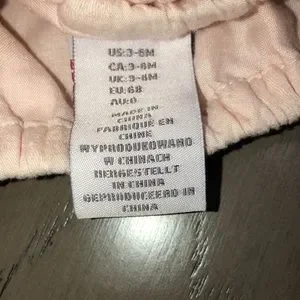 US:3-6M
CA:3-6M
UK:3-6M
EU:68
AU:0
MADE IN
CHINA
FABRIQUÉ EN
CHINE
WYPRODUKOWANO
W CHINACH
HERGESTELLT
IN CHINA
GEPRODUCEERD IN
CHINA